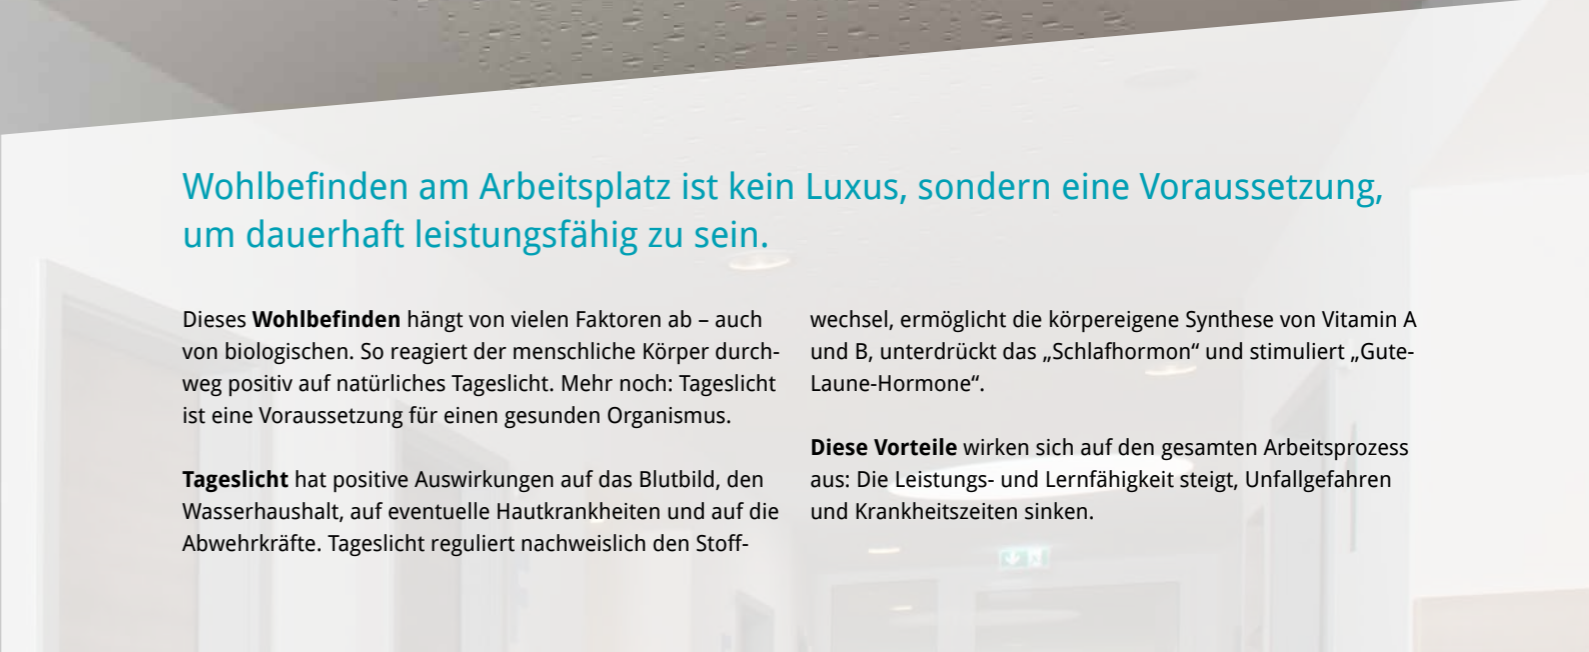 Wohlbefinden am Arbeitsplatz ist kein Luxus, sondern eine Voraussetzung,
um dauerhaft leistungsfähig zu sein.
Dieses Wohlbefinden hängt von vielen Faktoren ab – auch
von biologischen. So reagiert der menschliche Körper durch-
weg positiv auf natürliches Tageslicht. Mehr noch: Tageslicht
ist eine Voraussetzung für einen gesunden Organismus.
Tageslicht hat positive Auswirkungen auf das Blutbild, den
Wasserhaushalt, auf eventuelle Hautkrankheiten und auf die
Abwehrkräfte. Tageslicht reguliert nachweislich den Stoff-
wechsel, ermöglicht die körpereigene Synthese von Vitamin A
und B, unterdrückt das „Schlafhormon“ und stimuliert „Gute-
Laune-Hormone“.
Diese Vorteile wirken sich auf den gesamten Arbeitsprozess
aus: Die Leistungs- und Lernfähigkeit steigt, Unfallgefahren
und Krankheitszeiten sinken.